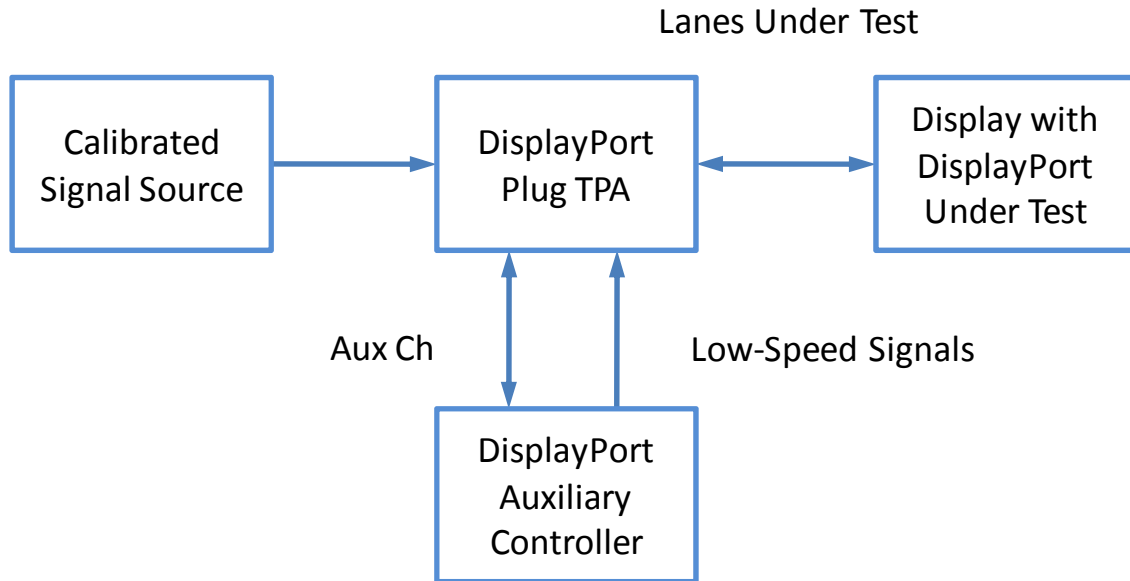 Lanes Under Test
Calibrated
Signal Source
DisplayPort
Plug TPA
Display with
DisplayPort
Under Test
Aux Ch
Low-Speed Signals
DisplayPort
Auxiliary
Controller